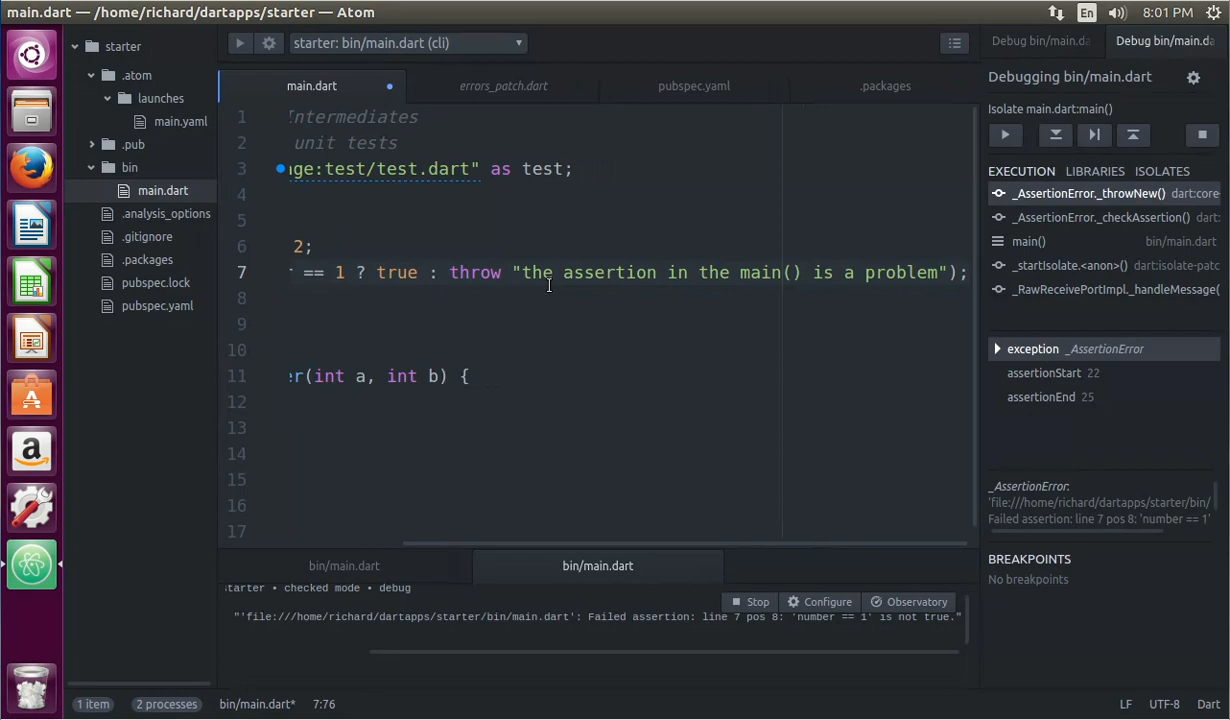 main.dart — /home/richard/dartapps/starter — Atom
En
8:01 PM
starter
.atom
launches
main.yaml
.pub
bin
main.dart
.analysis_options
.gitignore
.packages
pubspec.lock
pubspec.yaml
starter: bin/main.dart (cli)
main.dart
errors_patch.dart
pubspec.yaml
.packages
1 Intermediates
2 unit tests
3 nge:test/test.dart" as test;
4
5
6 2;
7 r == 1 ? true : throw "the assertion in the main() is a problem");
8
9
10
11 er(int a, int b) {
12
13
14
15
16
17
bin/main.dart
bin/main.dart
starter • checked mode • debug
Stop
Configure
Observatory
"'file:///home/richard/dartapps/starter/bin/main.dart': Failed assertion: line 7 pos 8: 'number == 1' is not true."
Debug bin/main.da
Debug bin/main.da
Debugging bin/main.dart
Isolate main.dart:main()
EXECUTION
LIBRARIES
ISOLATES
_AssertionError._throwNew() dart:core
_AssertionError._checkAssertion() d
main() bin/main.dart
_startIsolate.<anon>() dart:isolate-patc
_RawReceivePortImpl._handleMessage(
exception _AssertionError
assertionStart 22
assertionEnd 25
_AssertionError.
'file:///home/richard/dartapps/starter/bin/
Failed assertion: line 7 pos 8: 'number == 1'
BREAKPOINTS
No breakpoints
1 item
2 processes
bin/main.dart*
7:76
LF
UTF-8
Dart